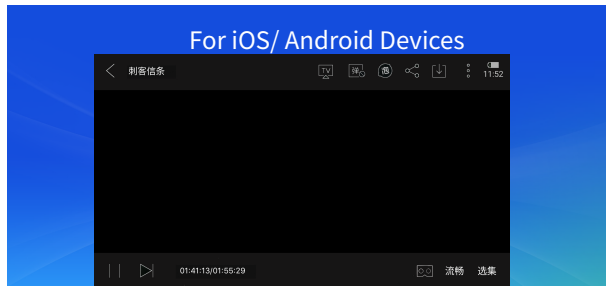 For iOS/ Android Devices
刺客信条
TV
弹
11:52
01:41:13/01:55:29
流畅
选集